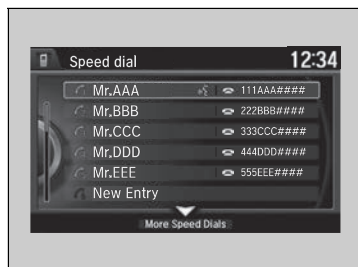 Speed dial 12:34
Mr.AAA 111AAA####
Mr.BBB 222BBB####
Mr.CCC 333CCC####
Mr.DDD 444DDD####
Mr.EEE 555EEE####
New Entry
More Speed Dials